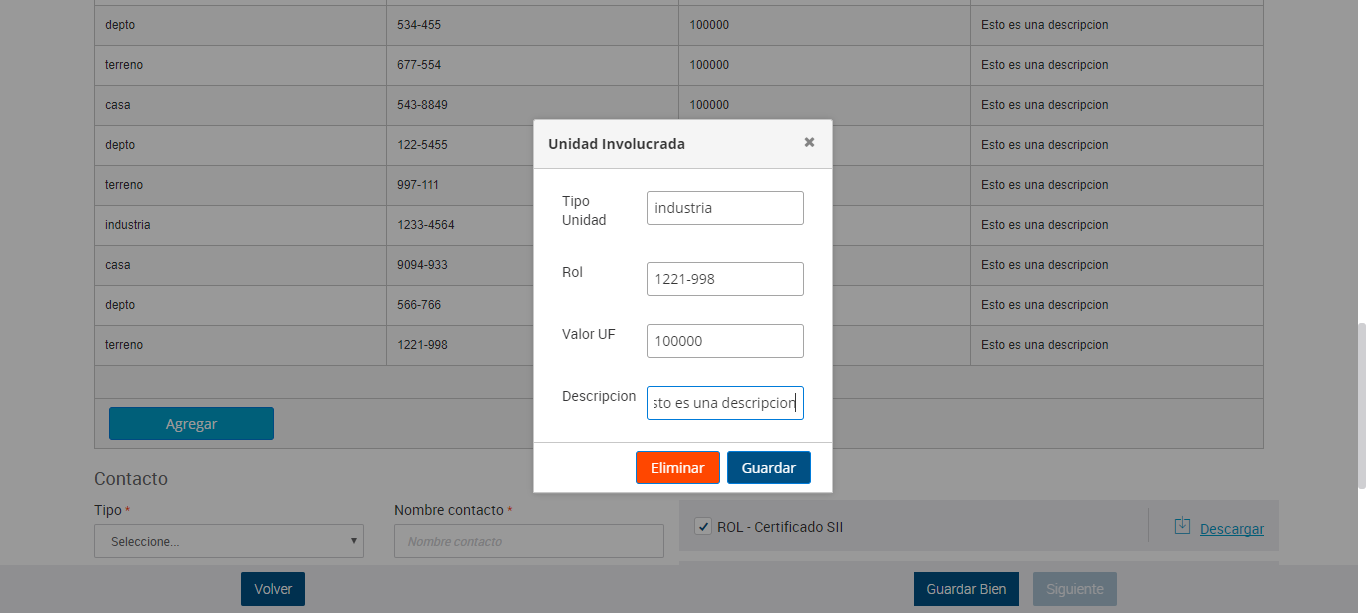 depto 534-455 100000 Esto es una descripcion
terreno 677-554 100000 Esto es una descripcion
casa 543-8849 100000 Esto es una descripcion
depto 122-5455 Esto es una descripcion
terreno 997-111 Esto es una descripcion
industria 1233-4564 Esto es una descripcion
casa 9094-933 Esto es una descripcion
depto 566-766 Esto es una descripcion
terreno 1221-998 Esto es una descripcion
Agregar
Unidad Involucrada ✖
Tipo
Unidad
industria
Rol 1221-998
Valor UF 100000
Descripcion sto es una descripcion
Eliminar Guardar
Contacto
Tipo * Nombre contacto *
Seleccione... Nombre contacto
ROL - Certificado SII Descargar
Volver Guardar Bien Siguiente